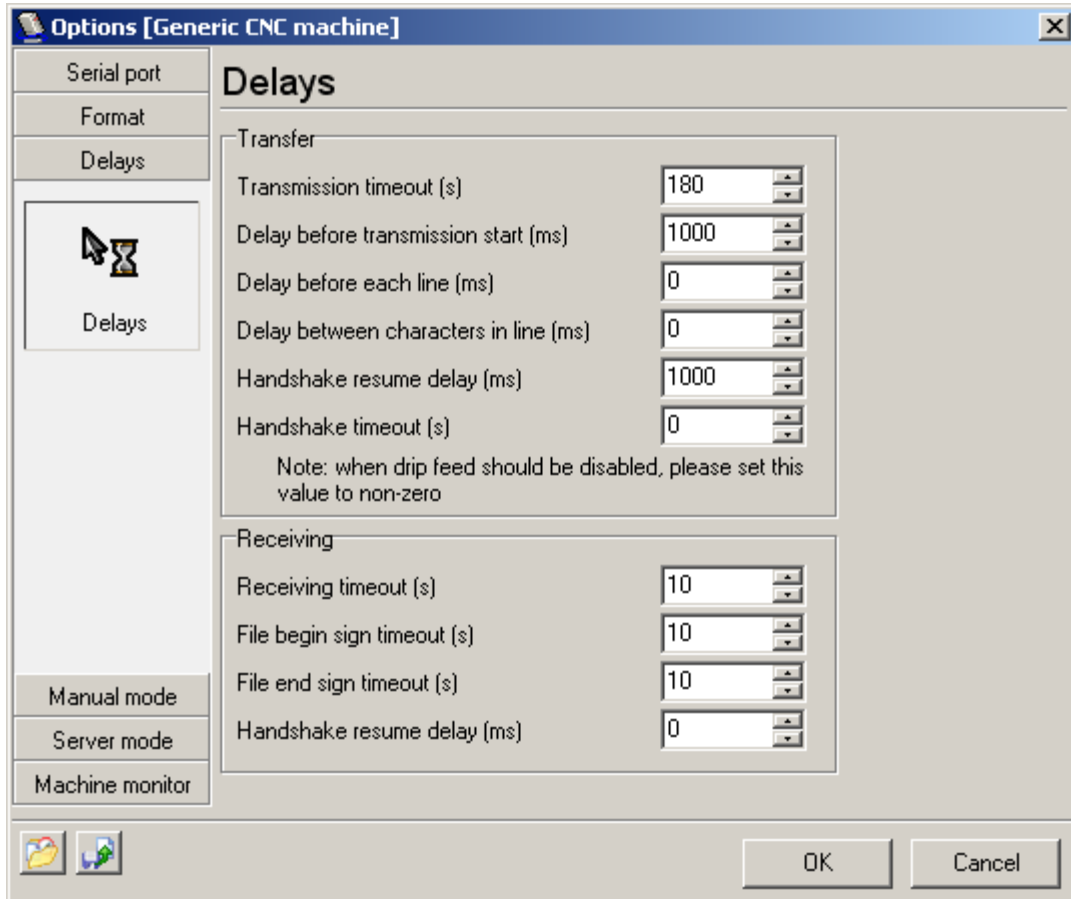 Options [Generic CNC machine]
Serial port
Format
Delays
Delays
Manual mode
Server mode
Machine monitor
Delays
Transfer
Transmission timeout (s) 180
Delay before transmission start (ms) 1000
Delay before each line (ms) 0
Delay between characters in line (ms) 0
Handshake resume delay (ms) 1000
Handshake timeout (s) 0
Note: when drip feed should be disabled, please set this
value to non-zero
Receiving
Receiving timeout (s) 10
File begin sign timeout (s) 10
File end sign timeout (s) 10
Handshake resume delay (ms) 0
OK
Cancel